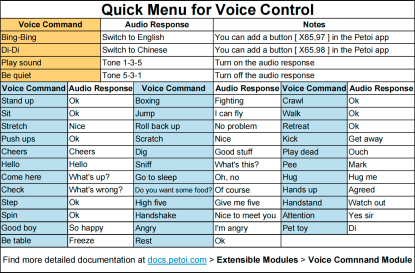 Quick Menu for Voice Control
Voice Command Audio Response Notes
Bing-Bing Switch to English You can add a button [ X65,97 ] in the Petoi app
Di-Di Switch to Chinese You can add a button [ X65,98 ] in the Petoi app
Play sound Tone 1-3-5 Turn on the audio response
Be quiet Tone 5-3-1 Turn off the audio response
Voice Command Audio Response Voice Command Audio Response Voice Command Audio Response
Stand up Ok Boxing Fighting Crawl Ok
Sit Ok Jump I can fly Walk Ok
Stretch Nice Roll back up No problem Retreat Ok
Push ups Ok Scratch Nice Kick Get away
Cheers Cheers Dig Good stuff Play dead Ouch
Hello Hello Sniff What's this? Pee Mark
Come here What's up? Go to sleep Oh, no Hug Hug me
Check What's wrong? Do you want some food? Of course Hands up Agreed
Step Ok High five Give me five Handstand Watch out
Spin Ok Handshake Nice to meet you Attention Yes sir
Good boy So happy Angry I'm angry Pet toy Di
Be table Freeze Rest Ok
Find more detailed documentation at docs.petoi.com > Extensible Modules > Voice Comnnand Module